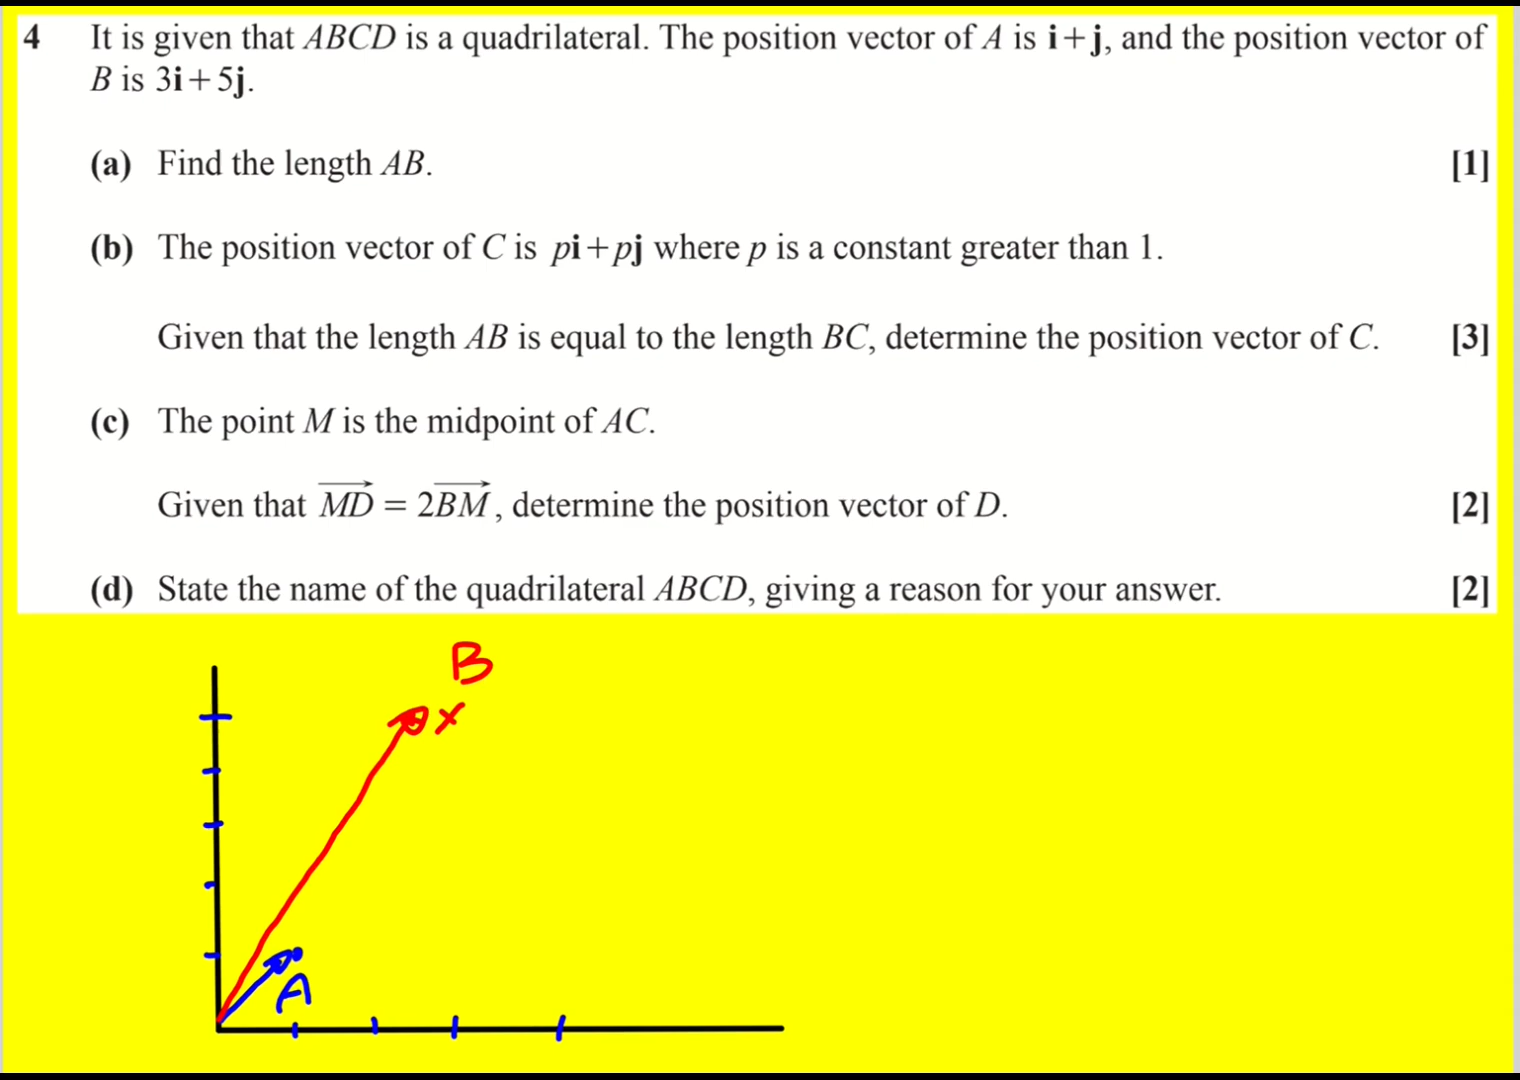 4 It is given that ABCD is a quadrilateral. The position vector of A is i+j, and the position vector of
B is 3i+5j.
(a) Find the length AB. [1]
(b) The position vector of C is pi+pj where p is a constant greater than 1.
Given that the length AB is equal to the length BC, determine the position vector of C. [3]
(c) The point M is the midpoint of AC.
Given that \overrightarrow{MD} = 2\overrightarrow{BM}, determine the position vector of D. [2]
(d) State the name of the quadrilateral ABCD, giving a reason for your answer. [2]
B
A